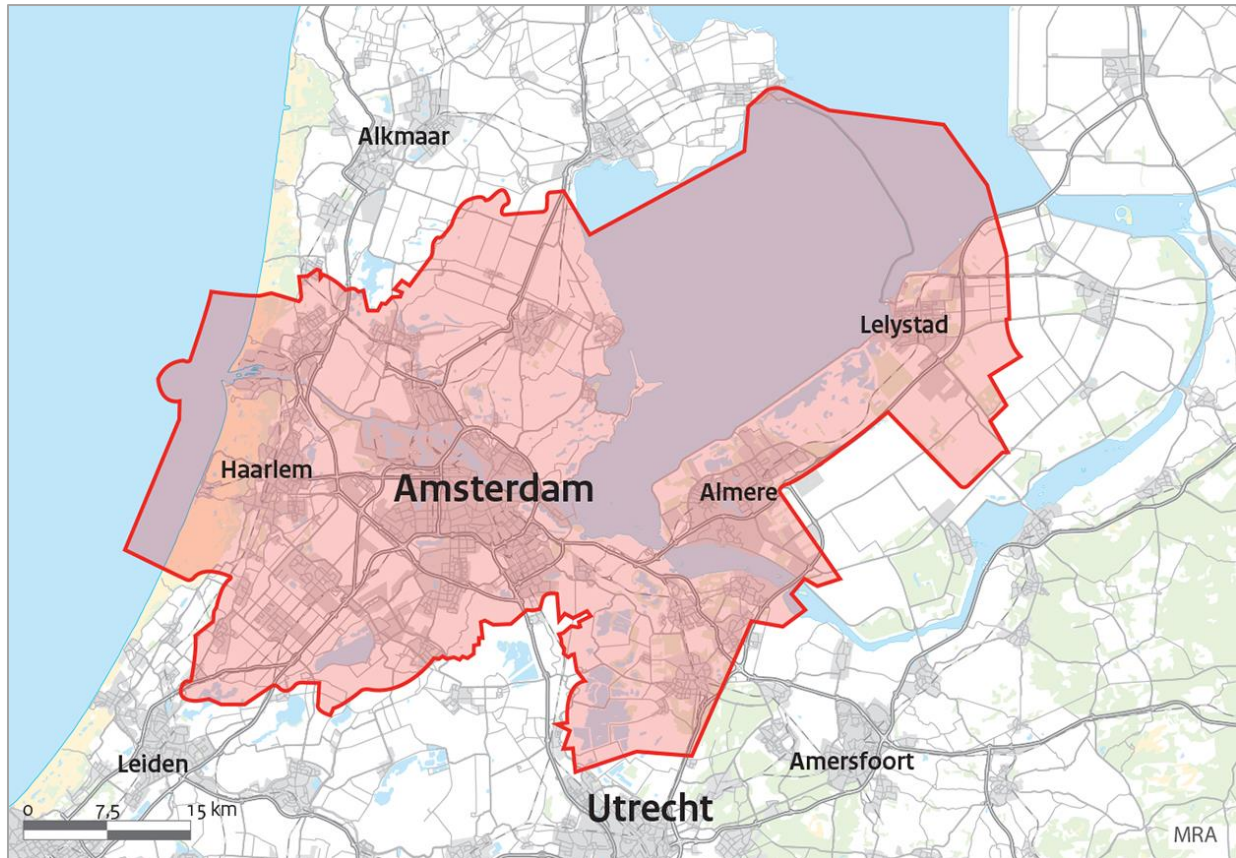 Alkmaar
Lelystad
Haarlem
Amsterdam
Almere
Leiden
Amersfoort
Utrecht
0 7,5 15 km
MRA